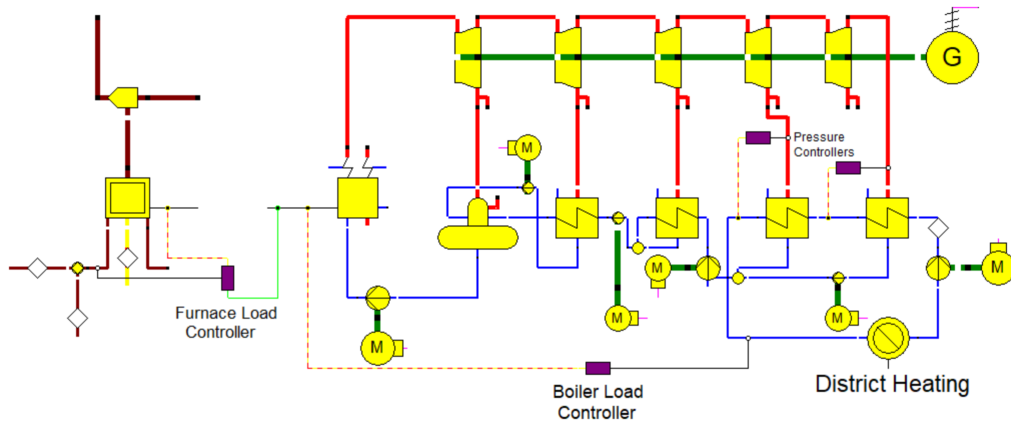 G
M
Pressure
Controllers
M
M
Furnace Load
Controller
M
M
M
District Heating
Boiler Load
Controller